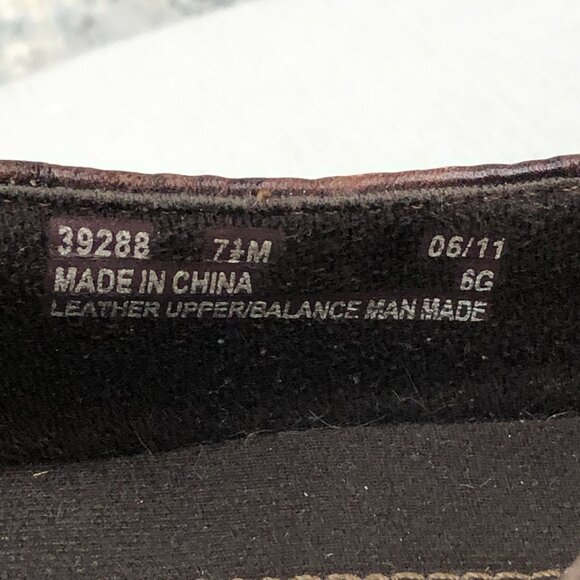 39288 7½M 06/11
MADE IN CHINA 6G
LEATHER UPPER/BALANCE MAN MADE